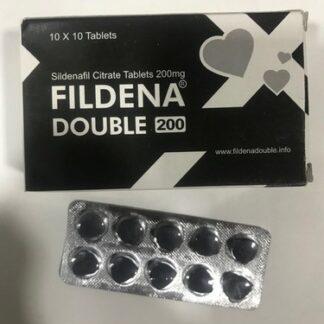 10 X 10 Tablets
Sildenafil Citrate Tablets 200mg
FILDENA®
DOUBLE 200
www.fildenadouble.info